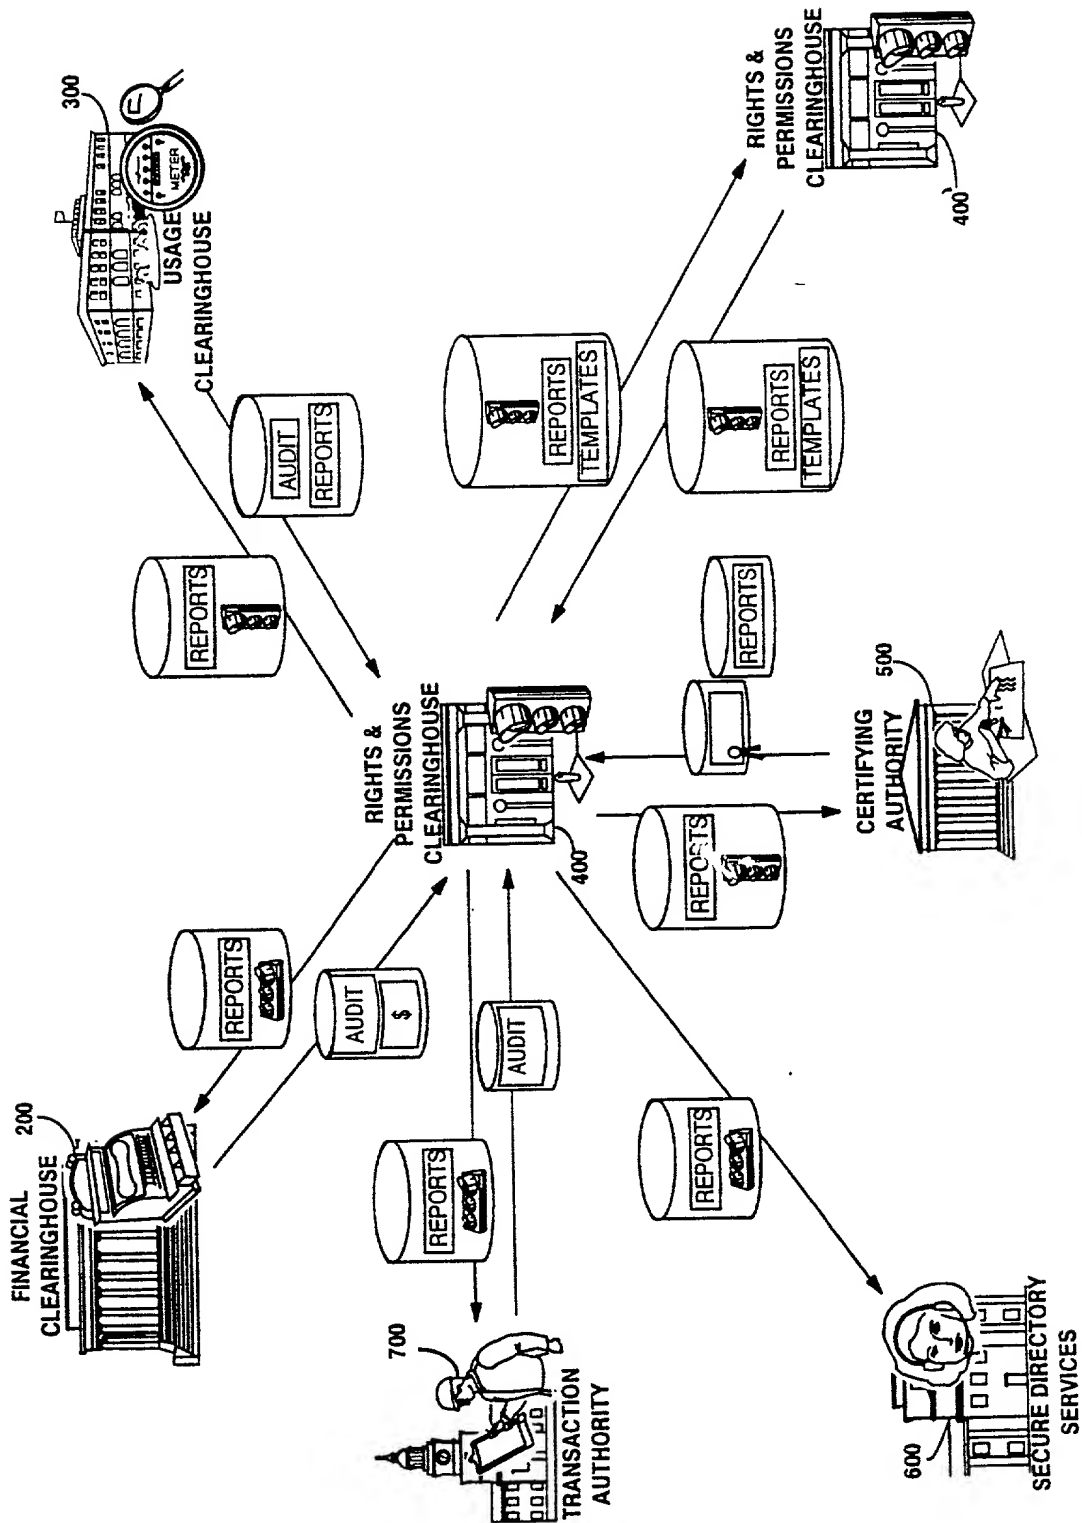 FINANCIAL
CLEARINGHOUSE
200
REPORTS
AUDIT
$
300
METER
USAGE
CLEARINGHOUSE
REPORTS
AUDIT
REPORTS
TRANSACTION
AUTHORITY
700
REPORTS
AUDIT
RIGHTS &
PERMISSIONS
CLEARINGHOUSE
400
REPORTS
TEMPLATES
REPORTS
TEMPLATES
RIGHTS &
PERMISSIONS
CLEARINGHOUSE
400'
SECURE DIRECTORY
SERVICES
600
REPORTS
REPORTS
REPORTS
CERTIFYING
AUTHORITY
500